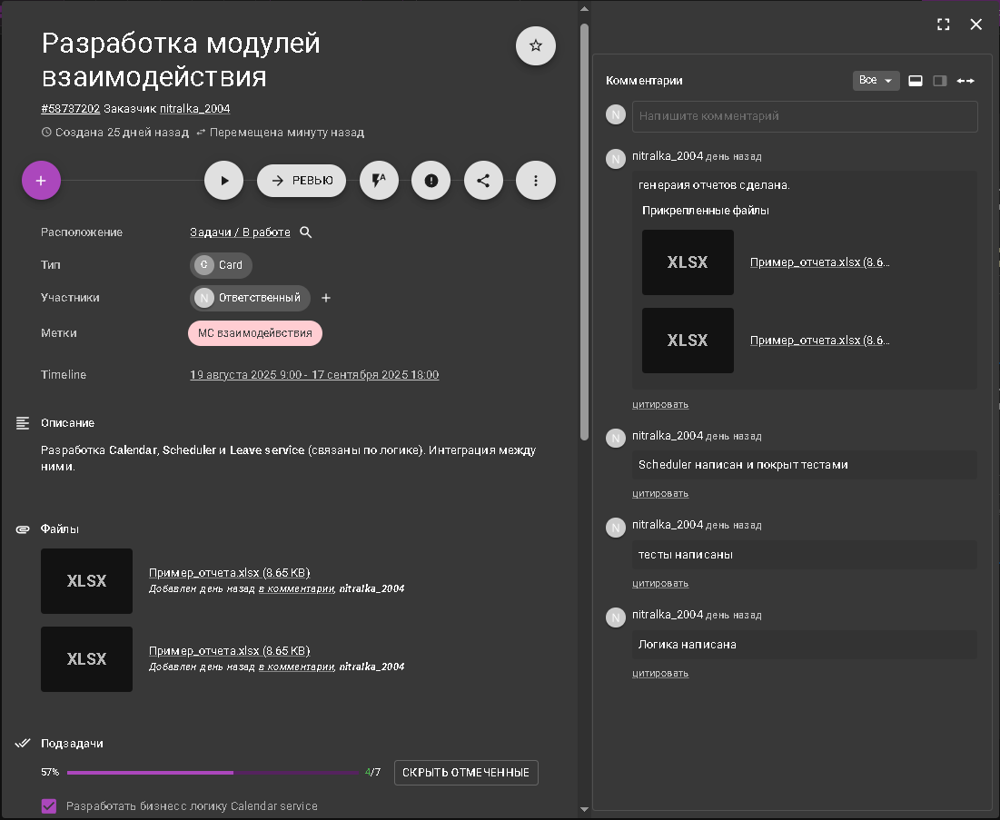 Разработка модулей
взаимодействия
#58737202 Заказчик nitralka_2004
Создана 25 дней назад Перемещена минуту назад
РЕВЬЮ
Расположение Задачи / В работе
Тип C Card
Участники N Ответственный +
Метки МС взаимодейвствия
Timeline 19 августа 2025 9:00 - 17 сентября 2025 18:00
Описание
Разработка Calendar, Scheduler и Leave service (связаны по логике). Интеграция между
ними.
Файлы
XLSX
Пример_отчета.xlsx (8.65 KB)
Добавлен день назад в комментарии, nitralka_2004
XLSX
Пример_отчета.xlsx (8.65 KB)
Добавлен день назад в комментарии, nitralka_2004
Подзадачи
57% 4/7 СКРЫТЬ ОТМЕЧЕННЫЕ
Разработать бизнесс логику Calendar service
Комментарии Все
N Напишите комментарий
N nitralka_2004 день назад
генераия отчетов сделана.
Прикрепленные файлы
XLSX Пример_отчета.xlsx (8.6...
XLSX Пример_отчета.xlsx (8.6...
цитировать
N nitralka_2004 день назад
Scheduler написан и покрыт тестами
цитировать
N nitralka_2004 день назад
тесты написаны
цитировать
N nitralka_2004 день назад
Логика написана
цитировать